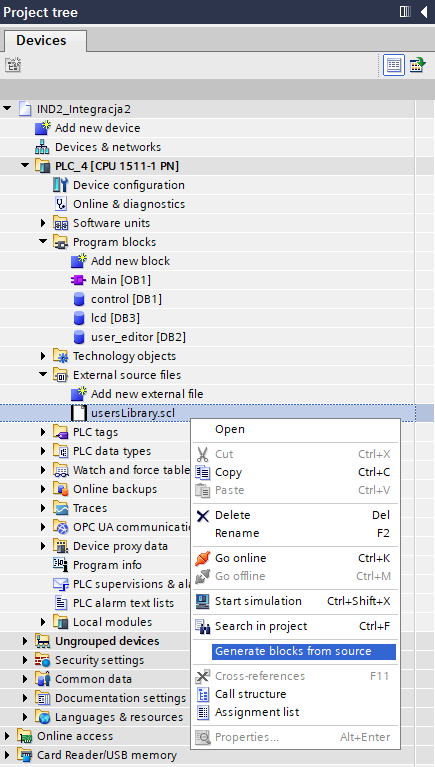 Project tree
Devices
IND2_Integracja2
Add new device
Devices & networks
PLC_4 [CPU 1511-1 PN]
Device configuration
Online & diagnostics
Software units
Program blocks
Add new block
Main [OB1]
control [DB1]
lcd [DB3]
user_editor [DB2]
Technology objects
External source files
Add new external file
usersLibrary.scl
PLC tags
PLC data types
Watch and force table
Online backups
Traces
OPC UA communicati
Device proxy data
Program info
PLC supervisions & ala
PLC alarm text lists
Local modules
Ungrouped devices
Security settings
Common data
Documentation settings
Languages & resources
Online access
Card Reader/USB memory
Open
Cut Ctrl+X
Copy Ctrl+C
Paste Ctrl+V
Delete Del
Rename F2
Go online Ctrl+K
Go offline Ctrl+M
Start simulation Ctrl+Shift+X
Search in project Ctrl+F
Generate blocks from source
Cross-references F11
Call structure
Assignment list
Properties... Alt+Enter